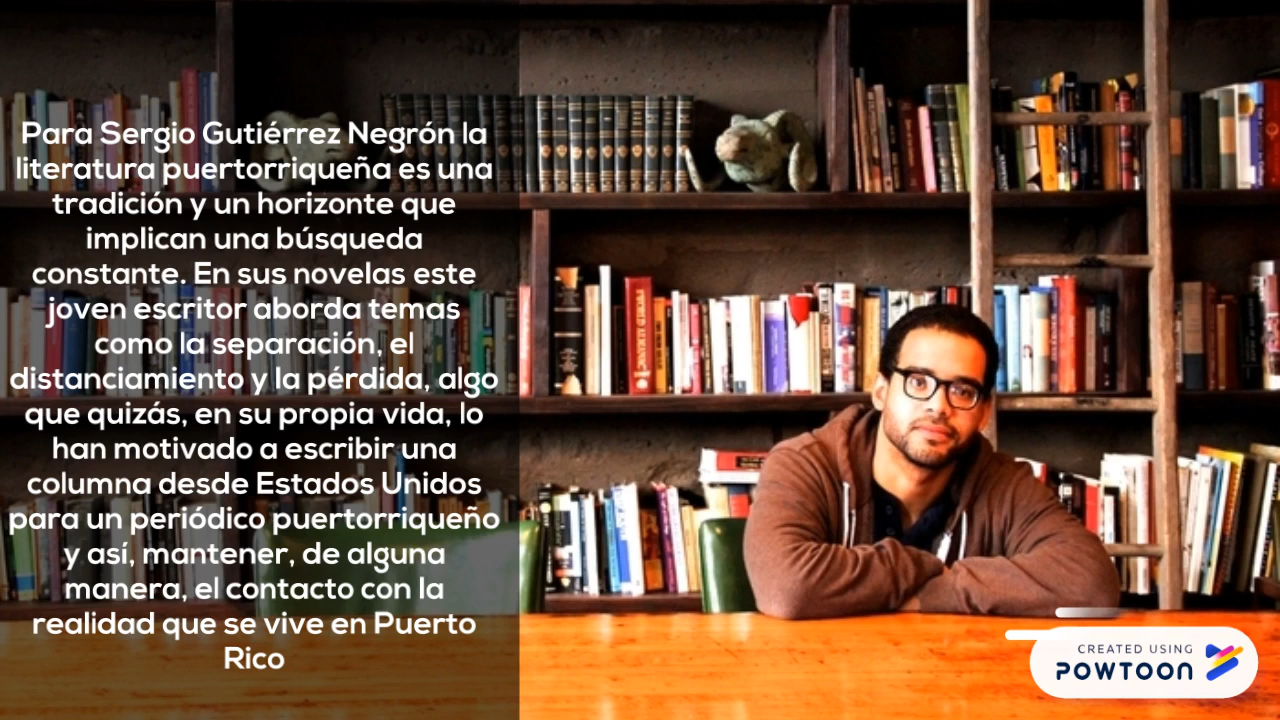 Para Sergio Gutiérrez Negrón la
literatura puertorriqueña es una
tradición y un horizonte que
implican una búsqueda
constante. En sus novelas este
joven escritor aborda temas
como la separación, el
distanciamiento y la pérdida, algo
que quizás, en su propia vida, lo
han motivado a escribir una
columna desde Estados Unidos
para un periódico puertorriqueño
y así, mantener, de alguna
manera, el contacto con la
realidad que se vive en Puerto
Rico
CREATED USING
POWTOON